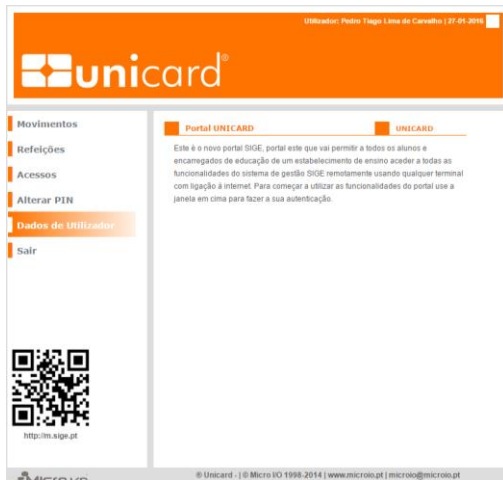 Utilizador: Pedro Tiago Lima de Carvalho | 27-01-2016
unicard®
Movimentos
Refeições
Acessos
Alterar PIN
Dados de Utilizador
Sair
Portal UNICARD
UNICARD
Este é o novo portal SIGE, portal este que vai permitir a todos os alunos e
encarregados de educação de um estabelecimento de ensino aceder a todas as
funcionalidades do sistema de gestão SIGE remotamente usando qualquer terminal
com ligação à internet. Para começar a utilizar as funcionalidades do portal use a
janela em cima para fazer a sua autenticação.
http://m.sige.pt
® Unicard - | © Micro I/O 1998-2014 | www.microio.pt | microio@microio.pt